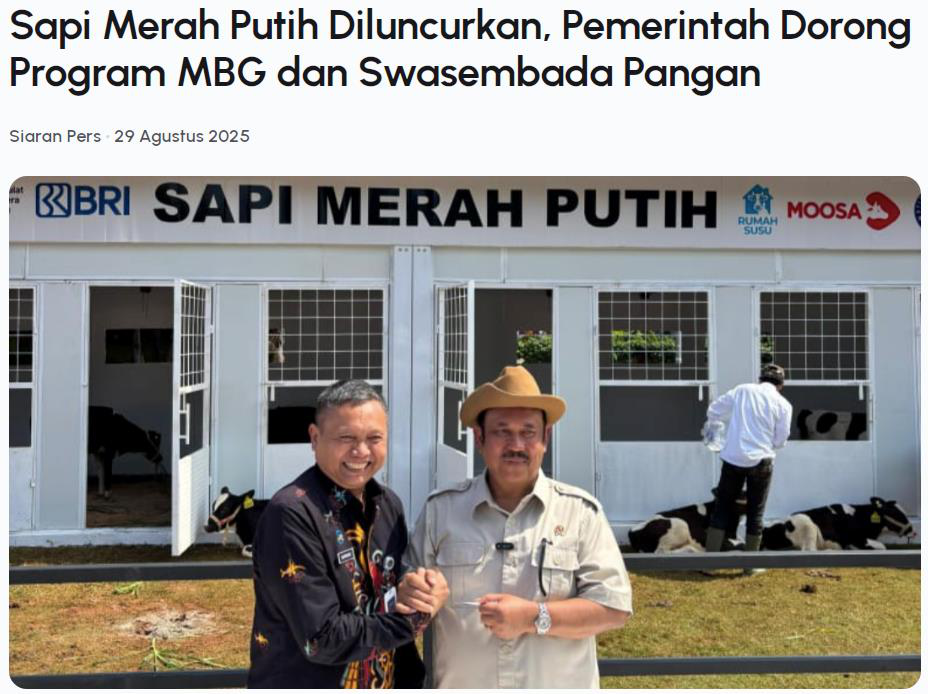 Sapi Merah Putih Diluncurkan, Pemerintah Dorong
Program MBG dan Swasembada Pangan
Siaran Pers · 29 Agustus 2025
BRI SAPI MERAH PUTIH RUMAH SUSU MOOSA